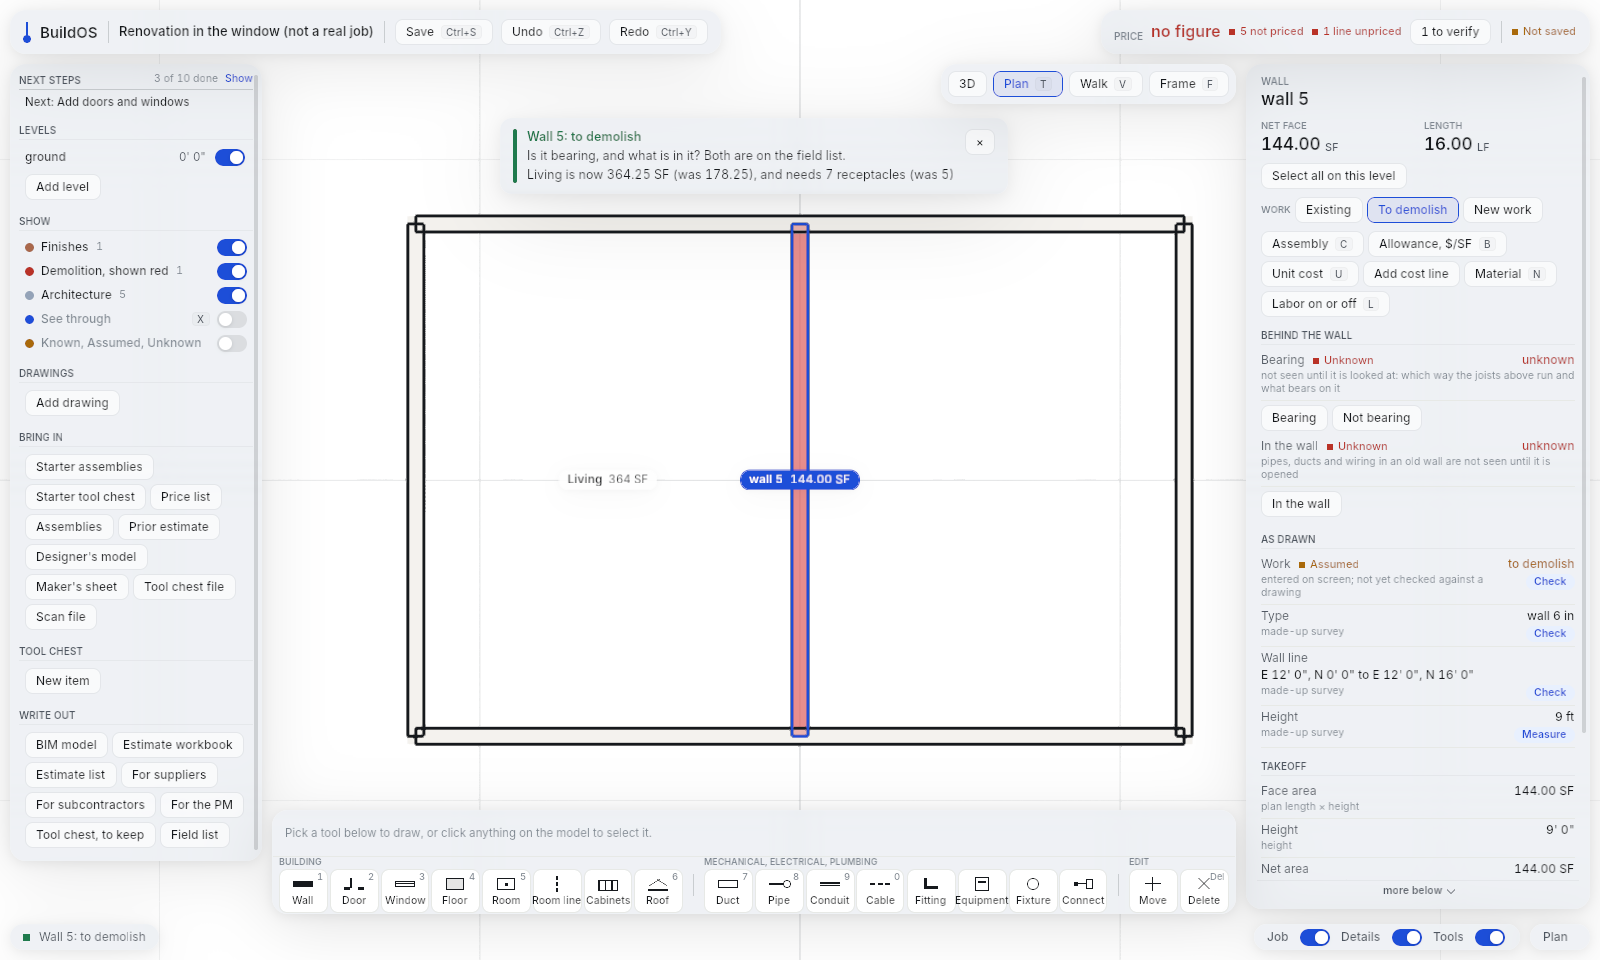 BuildOS
Renovation in the window (not a real job)
Save Ctrl+S
Undo Ctrl+Z
Redo Ctrl+Y
PRICE no figure 5 not priced 1 line unpriced 1 to verify Not saved
NEXT STEPS 3 of 10 done Show
Next: Add doors and windows
LEVELS
ground 0' 0"
Add level
SHOW
Finishes 1
Demolition, shown red 1
Architecture 5
See through X
Known, Assumed, Unknown
DRAWINGS
Add drawing
BRING IN
Starter assemblies
Starter tool chest Price list
Assemblies Prior estimate
Designer's model
Maker's sheet Tool chest file
Scan file
TOOL CHEST
New item
WRITE OUT
BIM model Estimate workbook
Estimate list For suppliers
For subcontractors For the PM
Tool chest, to keep Field list
Wall 5: to demolish
3D Plan T Walk V Frame F
Wall 5: to demolish ×
Is it bearing, and what is in it? Both are on the field list.
Living is now 364.25 SF (was 178.25), and needs 7 receptacles (was 5)
Living 364 SF
wall 5 144.00 SF
Pick a tool below to draw, or click anything on the model to select it.
BUILDING MECHANICAL, ELECTRICAL, PLUMBING EDIT
1 2 3 4 5 6 7 8 9 0 Del
Wall Door Window Floor Room Room line Cabinets Roof Duct Pipe Conduit Cable Fitting Equipment Fixture Connect Move Delete
WALL
wall 5
NET FACE LENGTH
144.00 SF 16.00 LF
Select all on this level
WORK Existing To demolish New work
Assembly C Allowance, $/SF B
Unit cost U Add cost line Material N
Labor on or off L
BEHIND THE WALL
Bearing Unknown unknown
not seen until it is looked at: which way the joists above run and
what bears on it
Bearing Not bearing
In the wall Unknown unknown
pipes, ducts and wiring in an old wall are not seen until it is
opened
In the wall
AS DRAWN
Work Assumed to demolish
entered on screen; not yet checked against a Check
drawing
Type wall 6 in
made-up survey Check
Wall line
E 12' 0", N 0' 0" to E 12' 0", N 16' 0"
made-up survey Check
Height 9 ft
made-up survey Measure
TAKEOFF
Face area 144.00 SF
plan length × height
Height 9' 0"
height
Net area 144.00 SF
more below
Job Details Tools Plan